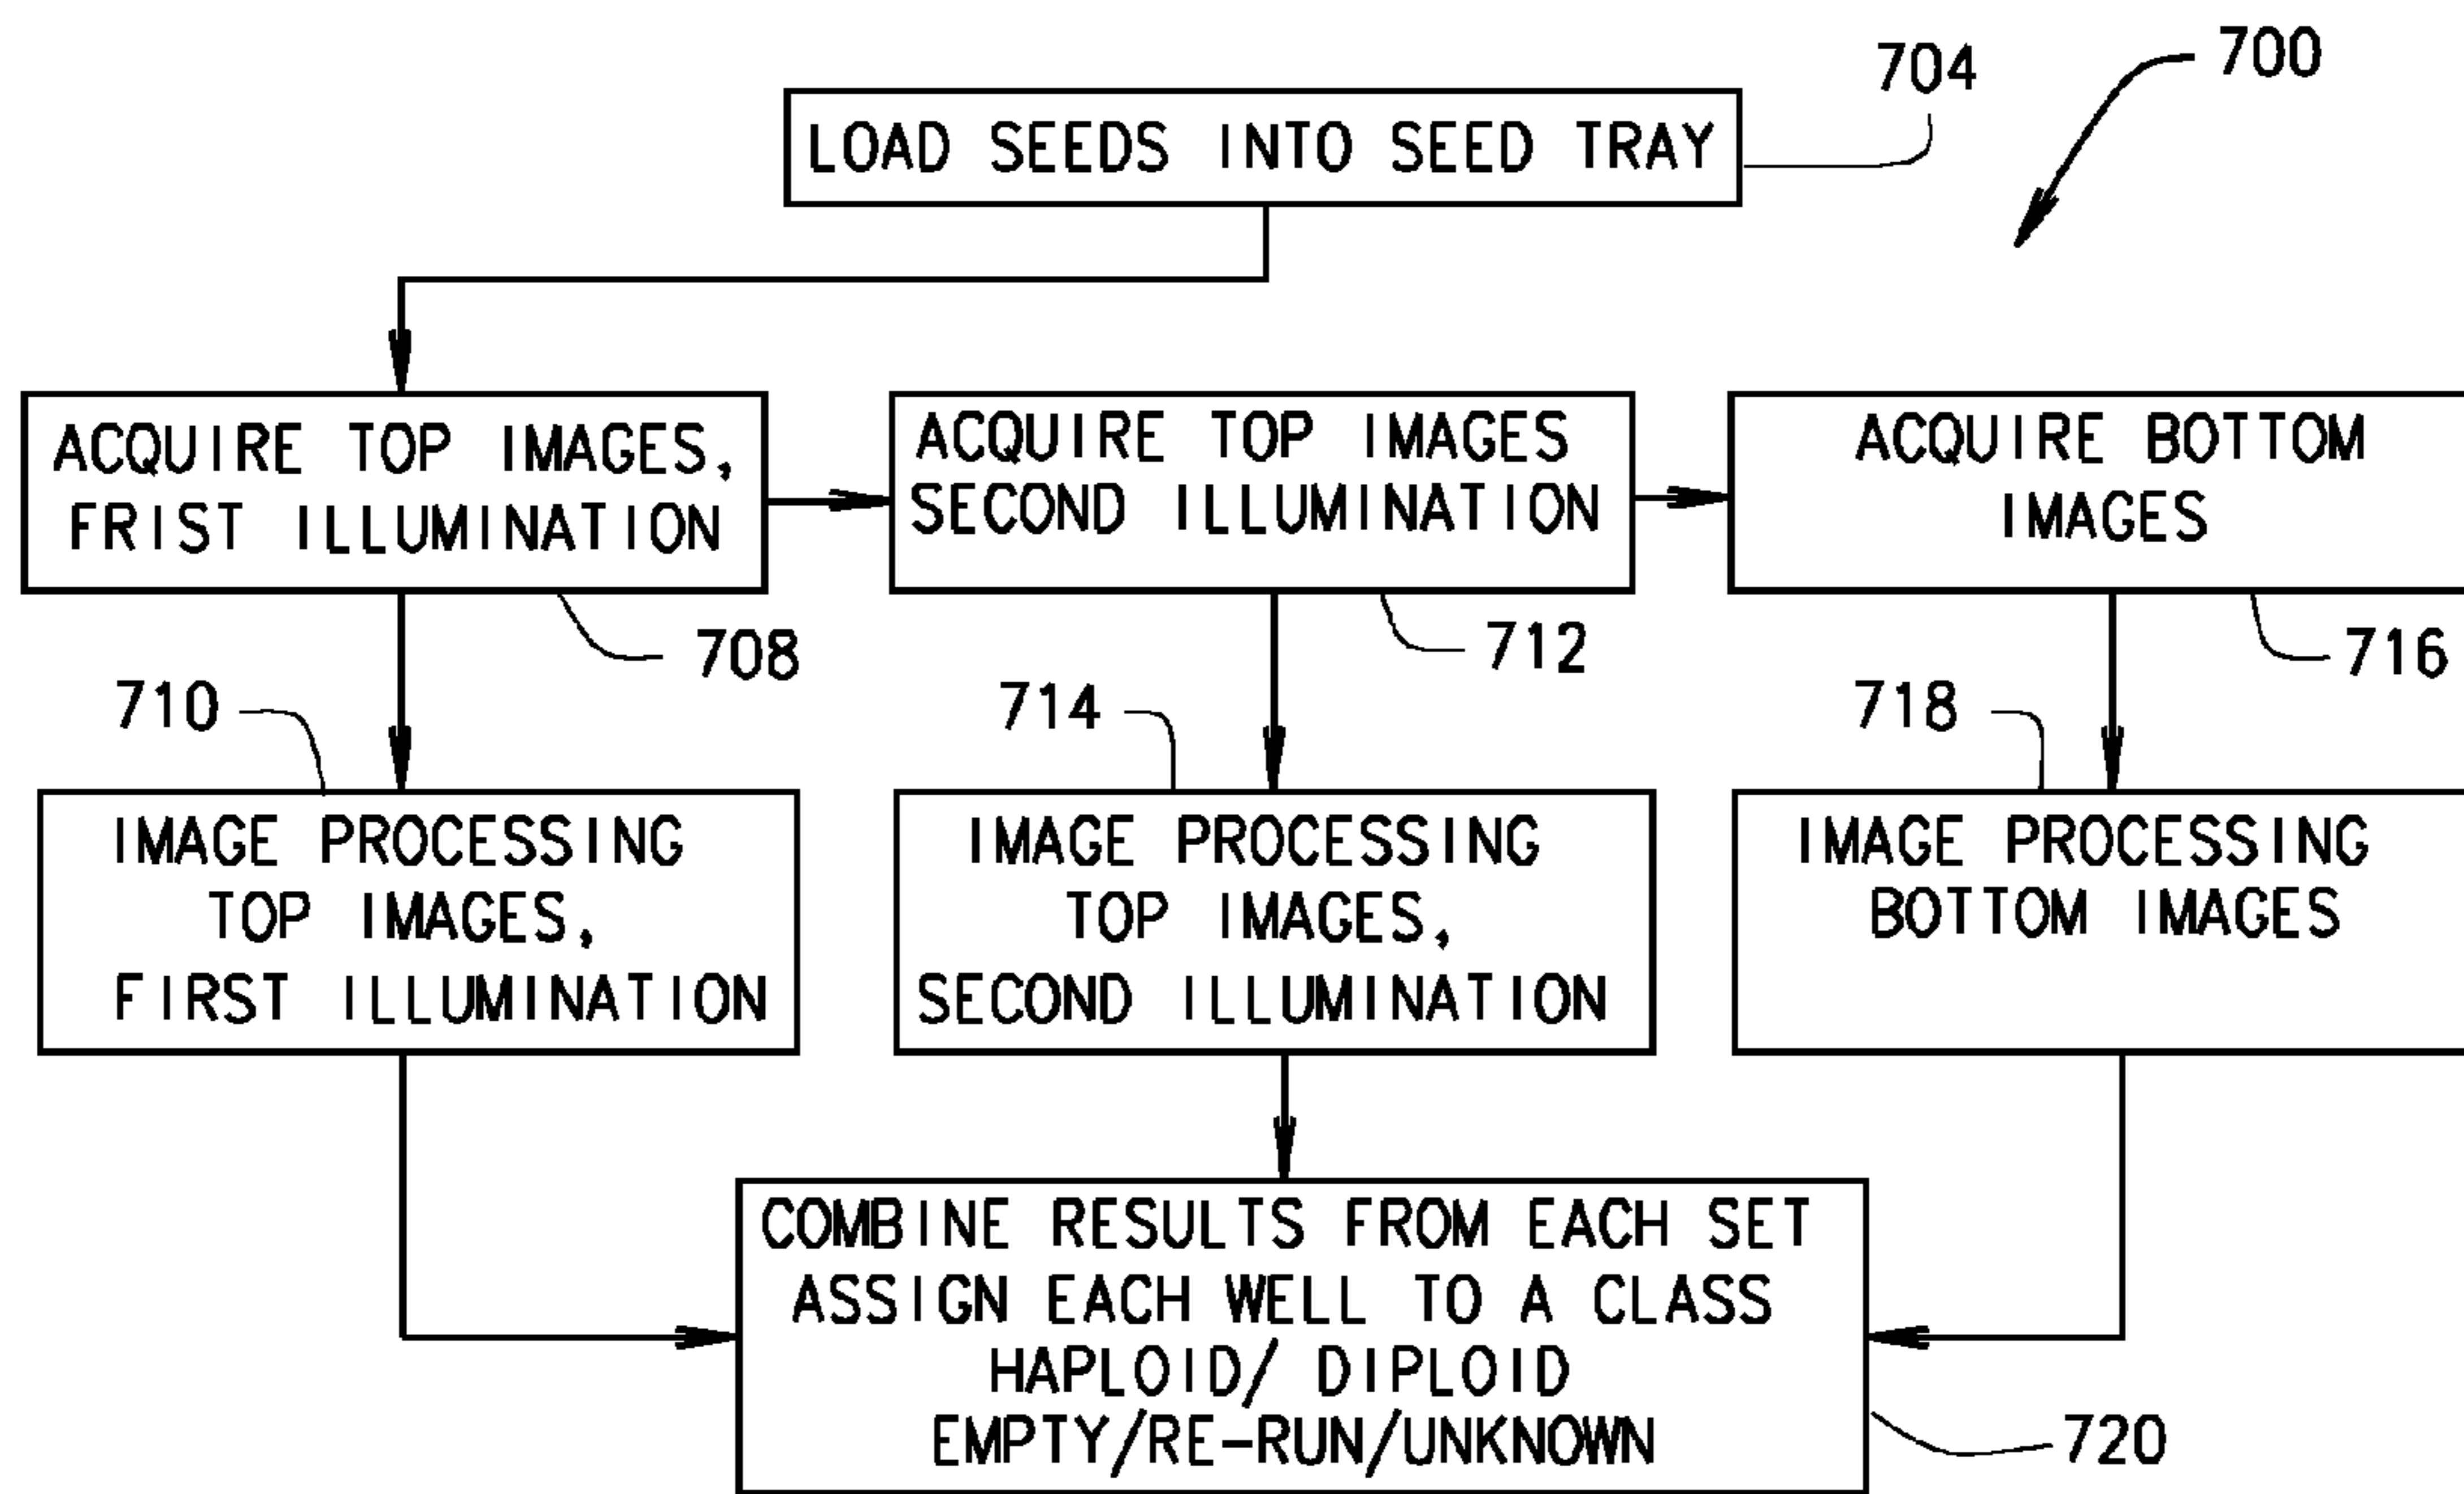 700
704
LOAD SEEDS INTO SEED TRAY
ACQUIRE TOP IMAGES,
FRIST ILLUMINATION
ACQUIRE TOP IMAGES
SECOND ILLUMINATION
ACQUIRE BOTTOM
IMAGES
708
712
716
710
714
718
IMAGE PROCESSING
TOP IMAGES,
FIRST ILLUMINATION
IMAGE PROCESSING
TOP IMAGES,
SECOND ILLUMINATION
IMAGE PROCESSING
BOTTOM IMAGES
COMBINE RESULTS FROM EACH SET
ASSIGN EACH WELL TO A CLASS
HAPLOID/ DIPLOID
EMPTY/RE-RUN/UNKNOWN
720